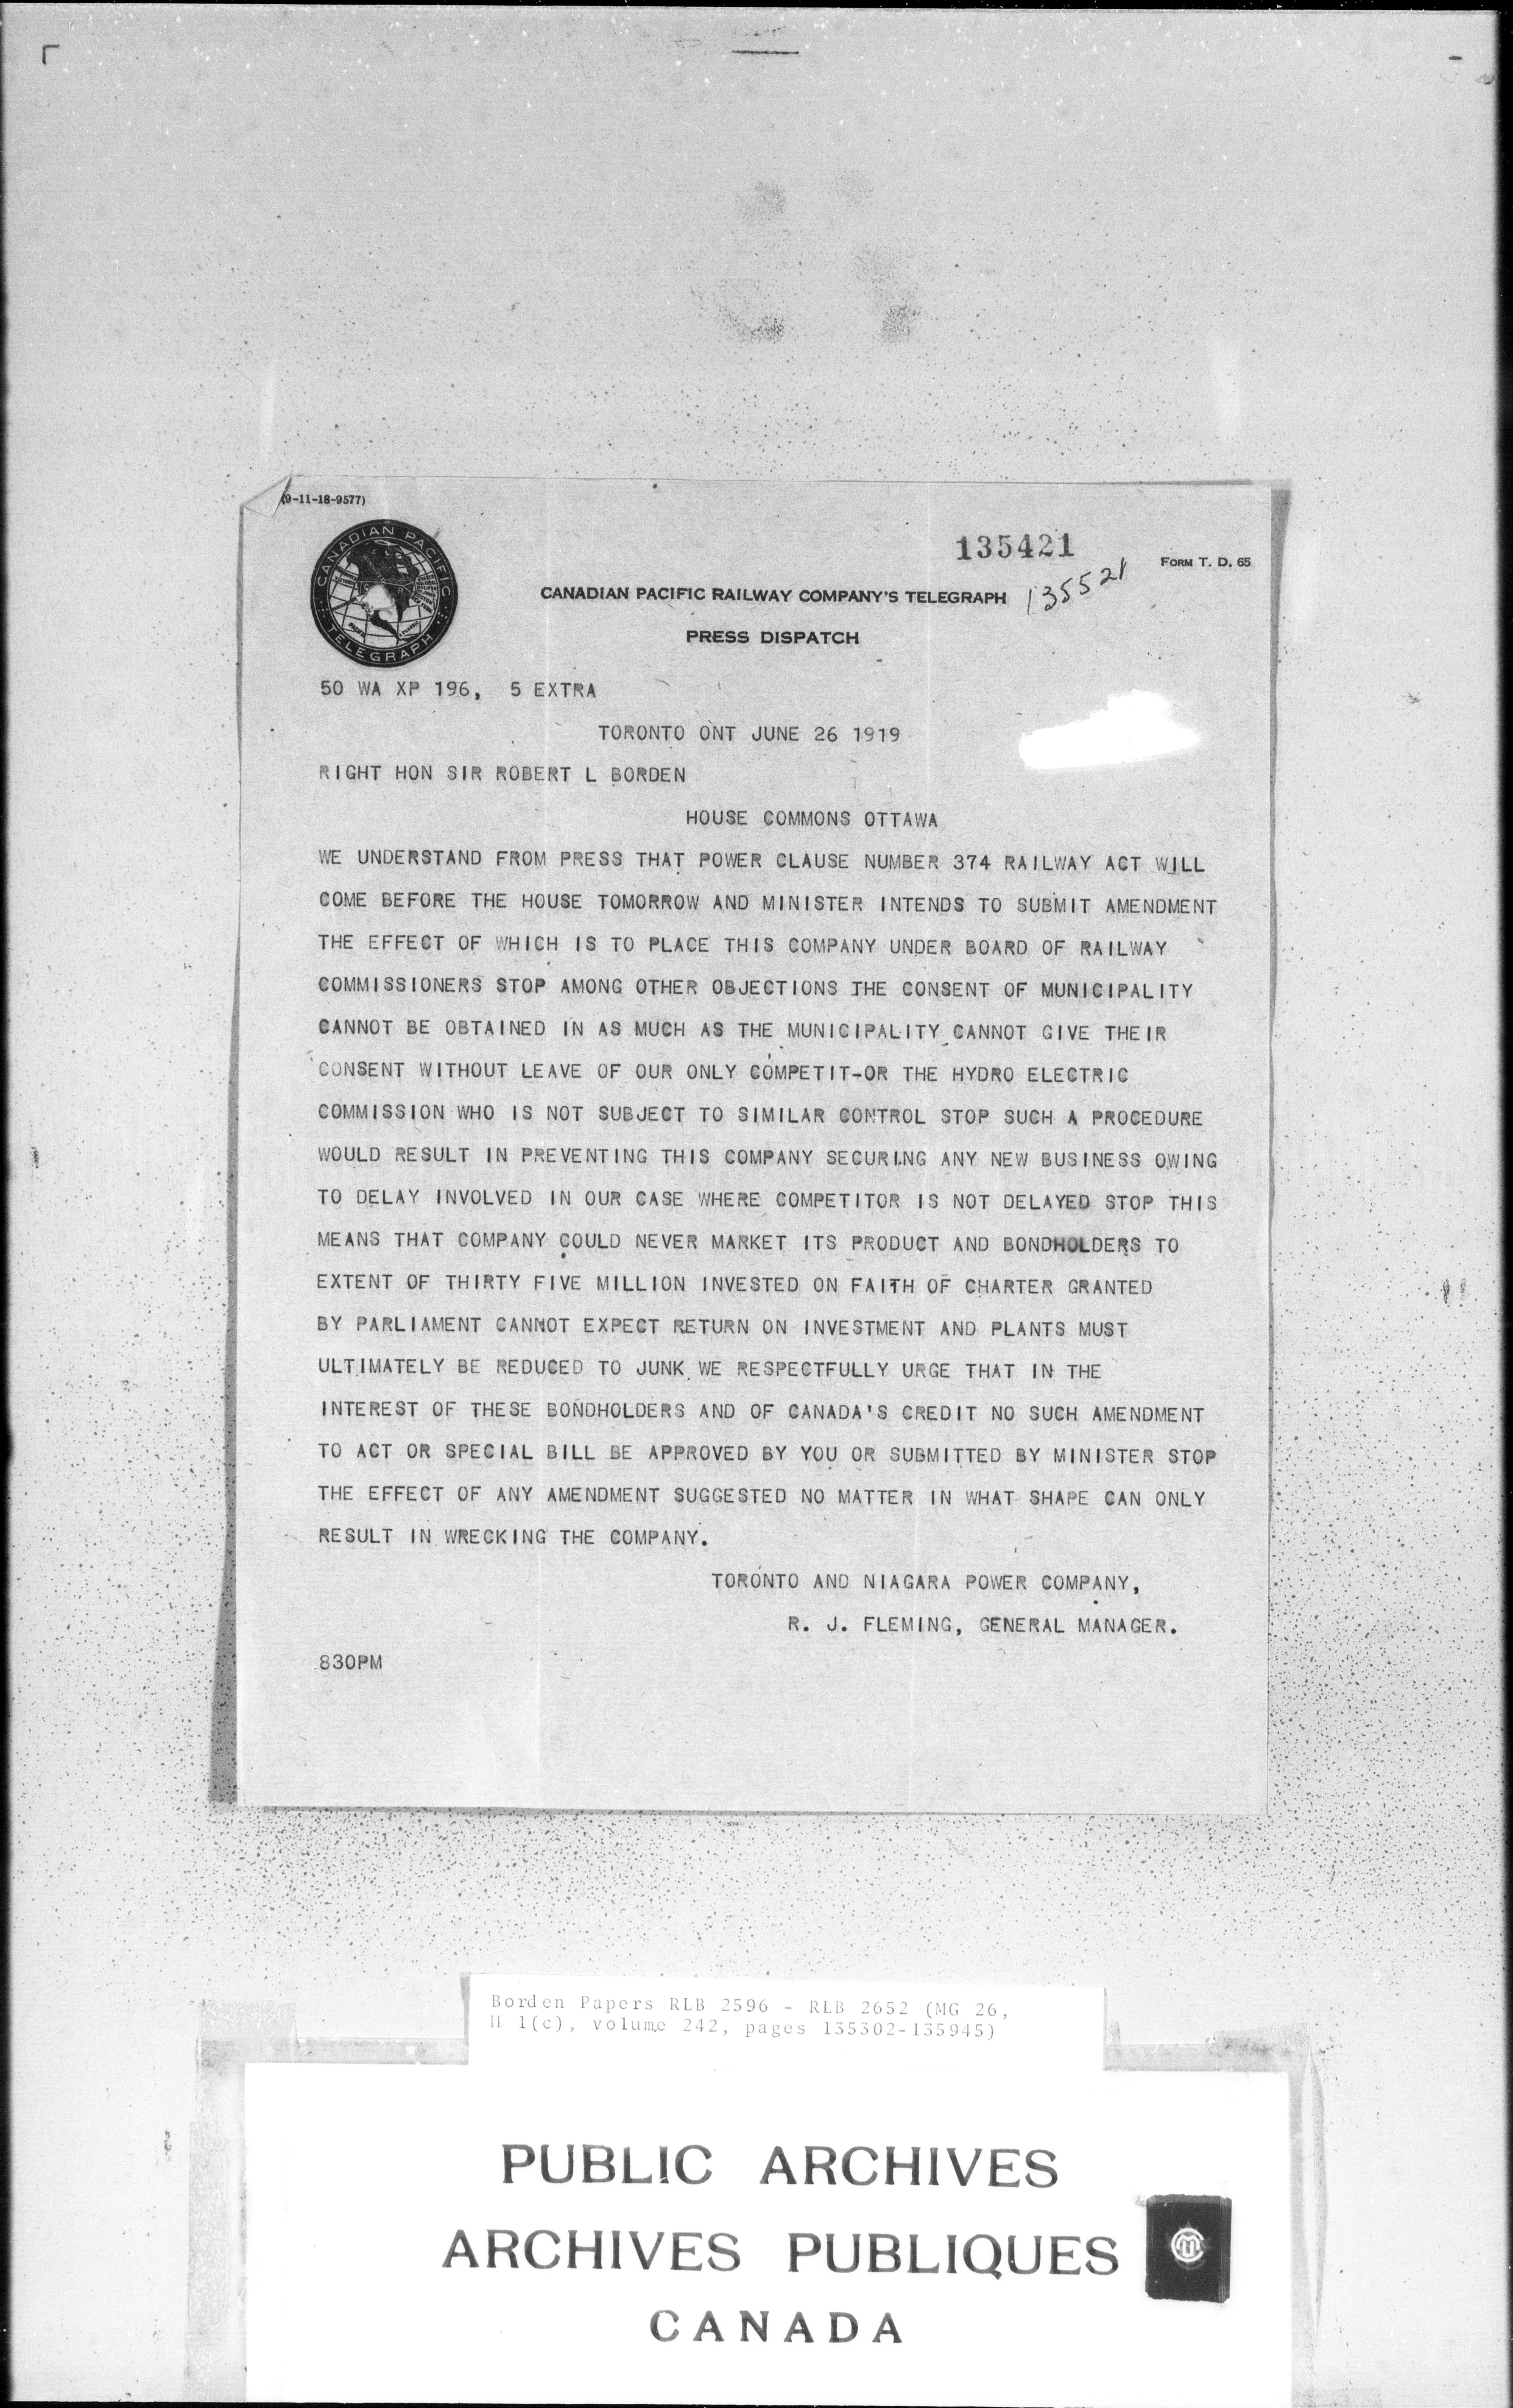 (9-11-18-9577)
CANADIAN PACIFIC
TELEGRAPH
135421
FORM T. D. 65
CANADIAN PACIFIC RAILWAY COMPANY'S TELEGRAPH
135521
PRESS DISPATCH
50 WA XP 196, 5 EXTRA
TORONTO ONT JUNE 26 1919
RIGHT HON SIR ROBERT L BORDEN
HOUSE COMMONS OTTAWA
WE UNDERSTAND FROM PRESS THAT POWER CLAUSE NUMBER 374 RAILWAY ACT WILL
COME BEFORE THE HOUSE TOMORROW AND MINISTER INTENDS TO SUBMIT AMENDMENT
THE EFFECT OF WHICH IS TO PLACE THIS COMPANY UNDER BOARD OF RAILWAY
COMMISSIONERS STOP AMONG OTHER OBJECTIONS THE CONSENT OF MUNICIPALITY
CANNOT BE OBTAINED IN AS MUCH AS THE MUNICIPALITY CANNOT GIVE THEIR
CONSENT WITHOUT LEAVE OF OUR ONLY COMPETIT-OR THE HYDRO ELECTRIC
COMMISSION WHO IS NOT SUBJECT TO SIMILAR CONTROL STOP SUCH A PROCEDURE
WOULD RESULT IN PREVENTING THIS COMPANY SECURING ANY NEW BUSINESS OWING
TO DELAY INVOLVED IN OUR CASE WHERE COMPETITOR IS NOT DELAYED STOP THIS
MEANS THAT COMPANY COULD NEVER MARKET ITS PRODUCT AND BONDHOLDERS TO
EXTENT OF THIRTY FIVE MILLION INVESTED ON FAITH OF CHARTER GRANTED
BY PARLIAMENT CANNOT EXPECT RETURN ON INVESTMENT AND PLANTS MUST
ULTIMATELY BE REDUCED TO JUNK WE RESPECTFULLY URGE THAT IN THE
INTEREST OF THESE BONDHOLDERS AND OF CANADA'S CREDIT NO SUCH AMENDMENT
TO ACT OR SPECIAL BILL BE APPROVED BY YOU OR SUBMITTED BY MINISTER STOP
THE EFFECT OF ANY AMENDMENT SUGGESTED NO MATTER IN WHAT SHAPE CAN ONLY
RESULT IN WRECKING THE COMPANY.
TORONTO AND NIAGARA POWER COMPANY,
R. J. FLEMING, GENERAL MANAGER.
830PM
Borden Papers RLB 2596 - RLB 2652 (MG 26,
H 1(c), volume 242, pages 135302-135945)
PUBLIC ARCHIVES
ARCHIVES PUBLIQUES
CANADA